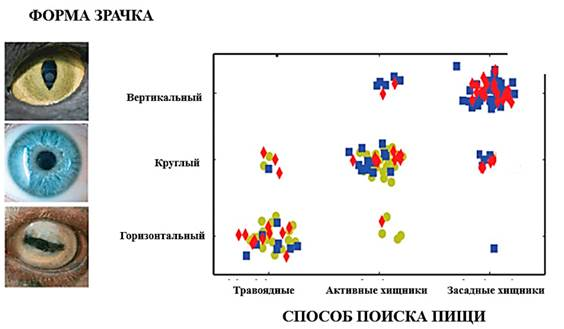 ФОРМА ЗРАЧКА
Вертикальный
Круглый
Горизонтальный
Травоядные Активные хищники Засадные хищники
СПОСОБ ПОИСКА ПИЩИ